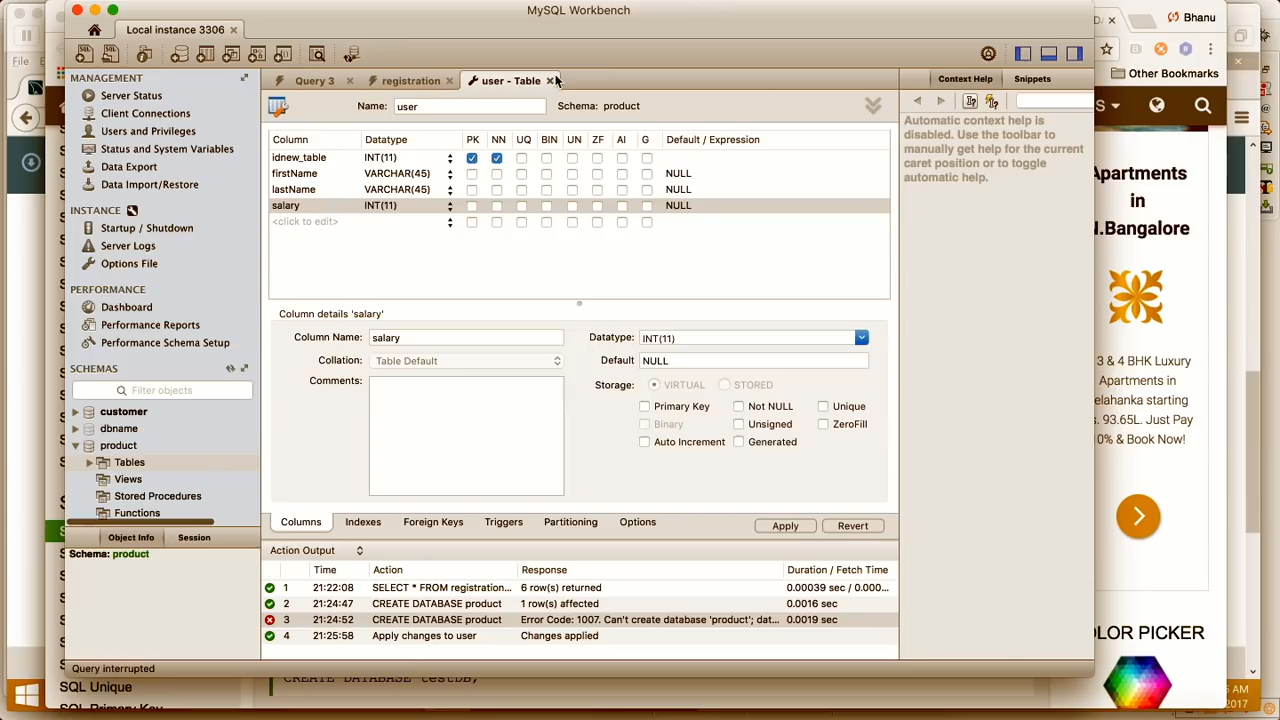 MySQL Workbench
Local instance 3306
Bhanu
Other Bookmarks
File
MANAGEMENT
Server Status
Client Connections
Users and Privileges
Status and System Variables
Data Export
Data Import/Restore
INSTANCE
Startup / Shutdown
Server Logs
Options File
PERFORMANCE
Dashboard
Performance Reports
Performance Schema Setup
SCHEMAS
Filter objects
customer
dbname
product
Tables
Views
Stored Procedures
Functions
Object Info Session
Schema: product
Query 3 registration user - Table
Name: user Schema: product
Column Datatype PK NN UQ BIN UN ZF AI G Default / Expression
idnew_table INT(11)
firstName VARCHAR(45) NULL
lastName VARCHAR(45) NULL
salary INT(11) NULL
<click to edit>
Column details 'salary'
Column Name: salary Datatype: INT(11)
Collation: Table Default Default NULL
Comments: Storage: VIRTUAL STORED
Primary Key Not NULL Unique
Binary Unsigned ZeroFill
Auto Increment Generated
Columns Indexes Foreign Keys Triggers Partitioning Options Apply Revert
Action Output
Time Action Response Duration / Fetch Time
1 21:22:08 SELECT * FROM registration... 6 row(s) returned 0.00039 sec / 0.000...
2 21:24:47 CREATE DATABASE product 1 row(s) affected 0.0016 sec
3 21:24:52 CREATE DATABASE product Error Code: 1007. Can't create database 'product'; dat... 0.0019 sec
4 21:25:58 Apply changes to user Changes applied
Query interrupted
Context Help Snippets
Automatic context help is
disabled. Use the toolbar to
manually get help for the current
caret position or to toggle
automatic help.
Apartments
in
N.Bangalore
3 & 4 BHK Luxury
Apartments in
elahanka starting
s. 93.65L. Just Pay
0% & Book Now!
OLOR PICKER
SQL Unique
SQL Primary Key
CREATE DATABASE testDB;
AM
2017